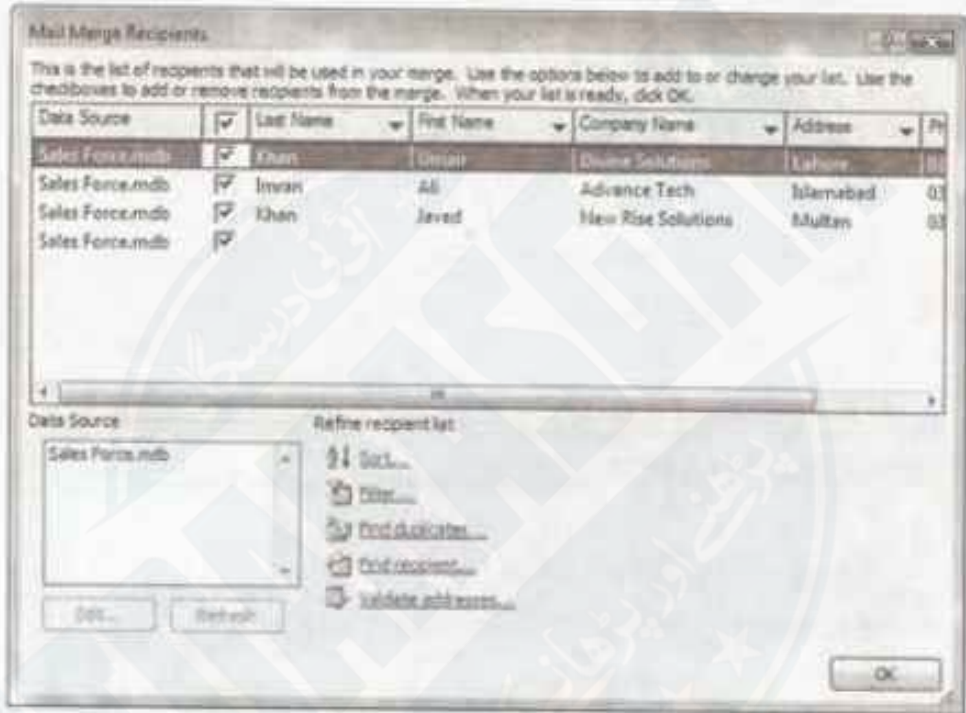 Mail Merge Recipients
This is the list of recipients that will be used in your merge. Use the options below to add to or change your list. Use the
checkboxes to add or remove recipients from the merge. When your list is ready, click OK.
Data Source Last Name First Name Company Name Address
Sales Force.mdb Khan Umair Divine Solutions Lahore
Sales Force.mdb Imran Ali Advance Tech Islamabad 03
Sales Force.mdb Khan Javed New Rise Solutions Multan 03
Sales Force.mdb
Data Source
Sales Force.mdb
Edit...
Refresh
Refine recipient list
Sort...
Filter...
Find duplicates...
Find recipient...
Validate addresses...
OK